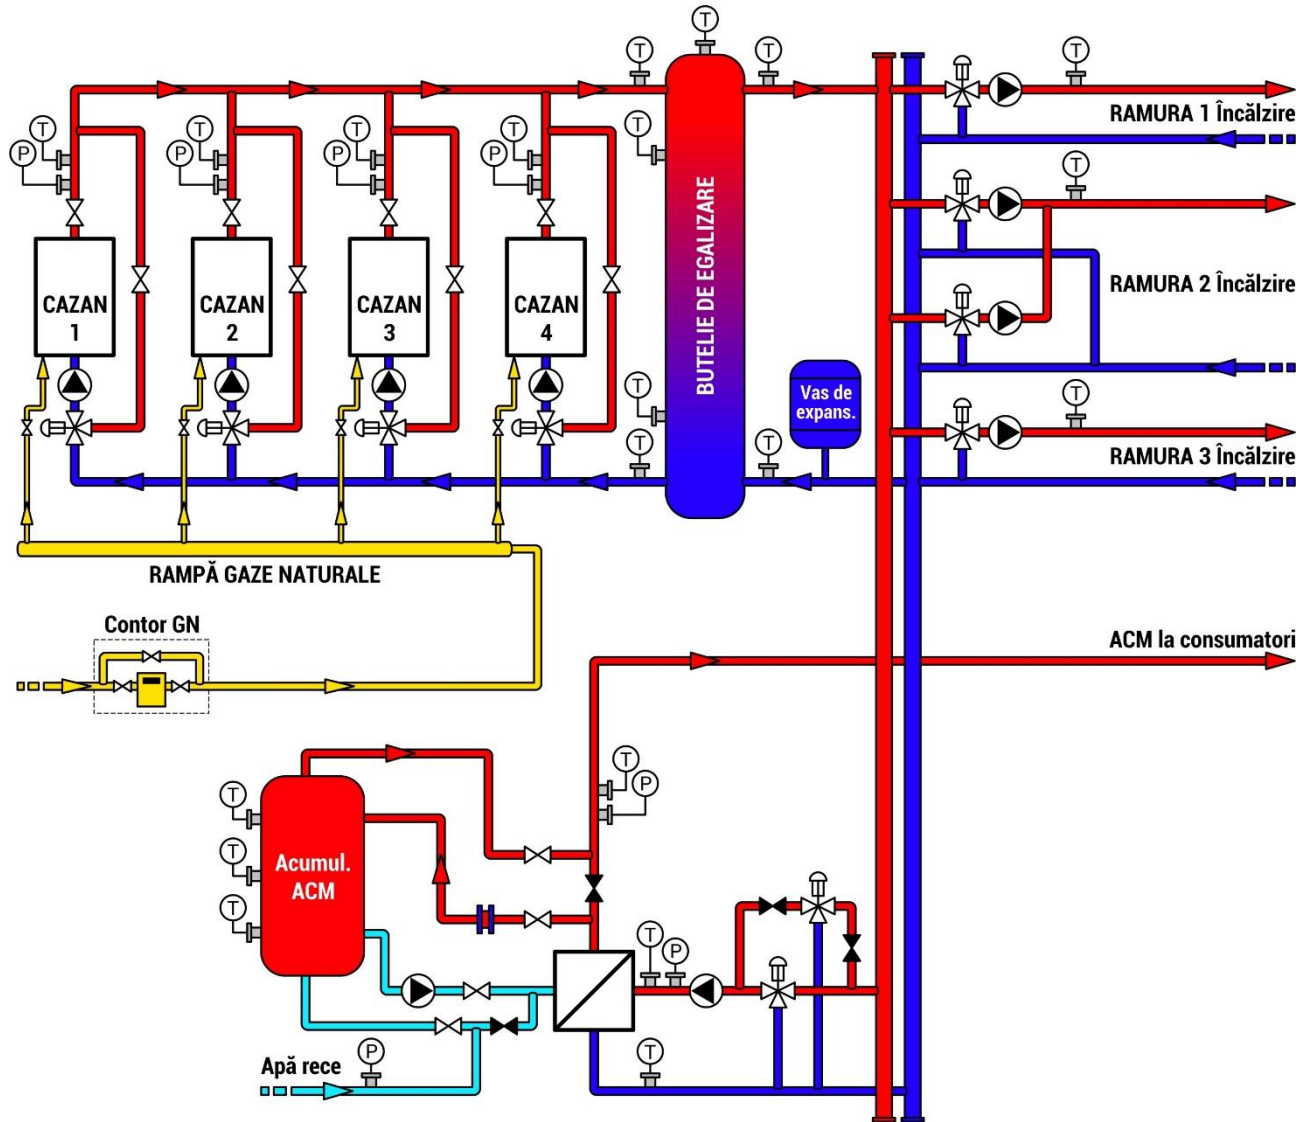 T
T
T
T
RAMURA 1 Încălzire
T
P
T
P
T
P
T
P
T
T
BUTELIE DE EGALIZARE
CAZAN
1
CAZAN
2
CAZAN
3
CAZAN
4
RAMURA 2 Încălzire
T
Vas de
expans.
T
T
T
RAMURA 3 Încălzire
RAMPĂ GAZE NATURALE
Contor GN
ACM la consumatori
T
P
T
T
T
Acumul.
ACM
T
P
Apă rece
P
T